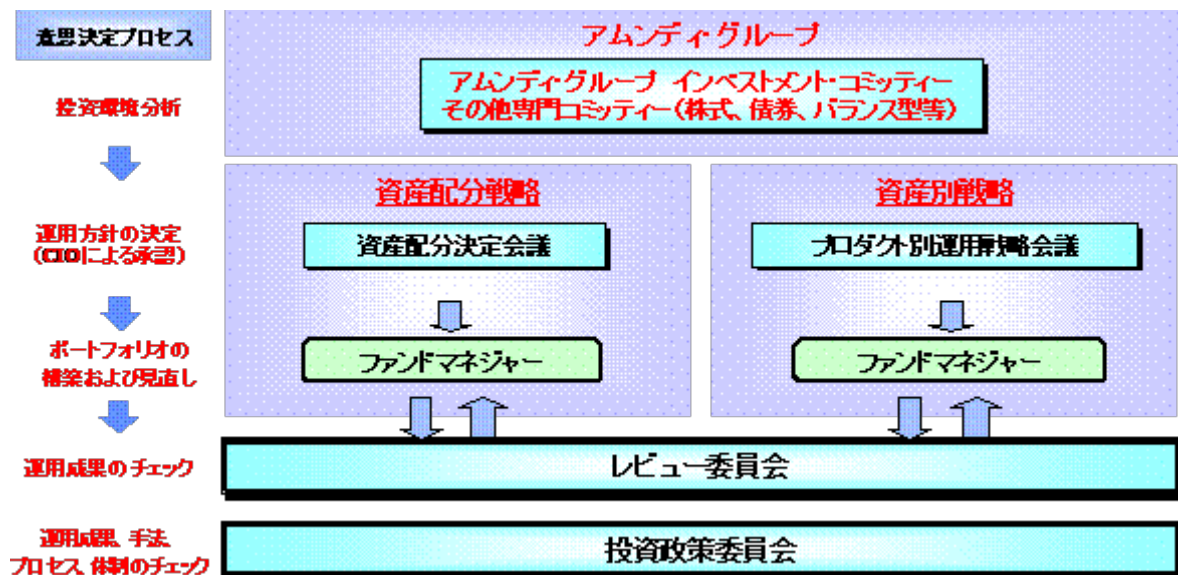 意思決定プロセス
アムンディ・グループ
アムンディ・グループ インベストメント・コミッティー
その他専門コミッティー(株式、債券、バランス型等)
投資環境分析
資産配分戦略
資産別戦略
運用方針の決定
(CIOによる承認)
資産配分決定会議
プロダクト別運用戦略会議
ポートフォリオの
構築および見直し
ファンドマネジャー
ファンドマネジャー
運用成果のチェック
レビュー委員会
運用成果、手法、
プロセス、体制のチェック
投資政策委員会